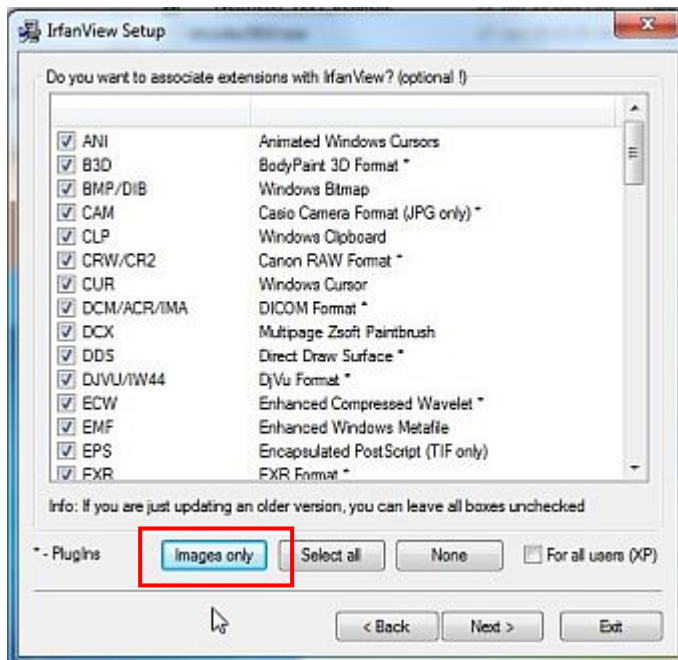 IrfanView Setup
Do you want to associate extensions with IrfanView? (optional !)
ANI Animated Windows Cursors
B3D BodyPaint 3D Format *
BMP/DIB Windows Bitmap
CAM Casio Camera Format (JPG only) *
CLP Windows Clipboard
CRW/CR2 Canon RAW Format *
CUR Windows Cursor
DCM/ACR/IMA DICOM Format *
DCX Multipage Zsoft Paintbrush
DDS Direct Draw Surface *
DJVU/IW44 DjVu Format *
ECW Enhanced Compressed Wavelet *
EMF Enhanced Windows Metafile
EPS Encapsulated PostScript (TIF only)
EXR EXR Format *
Info: If you are just updating an older version, you can leave all boxes unchecked
* - PlugIns Images only Select all None For all users (XP)
< Back Next > Exit